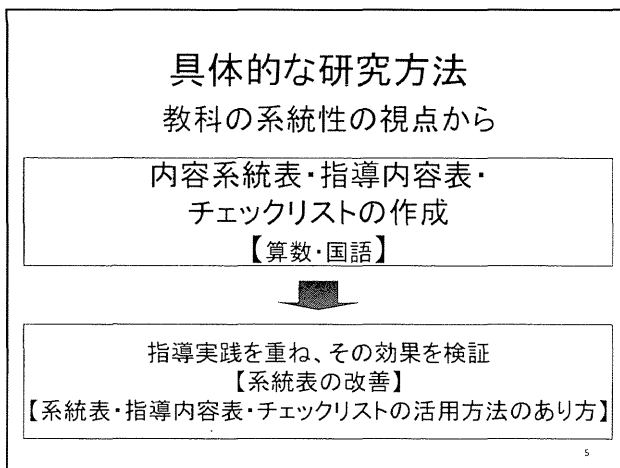 具体的な研究方法
教科の系統性の視点から
内容系統表・指導内容表・
チェックリストの作成
【算数・国語】
指導実践を重ね、その効果を検証
【系統表の改善】
【系統表・指導内容表・チェックリストの活用方法のあり方】
5